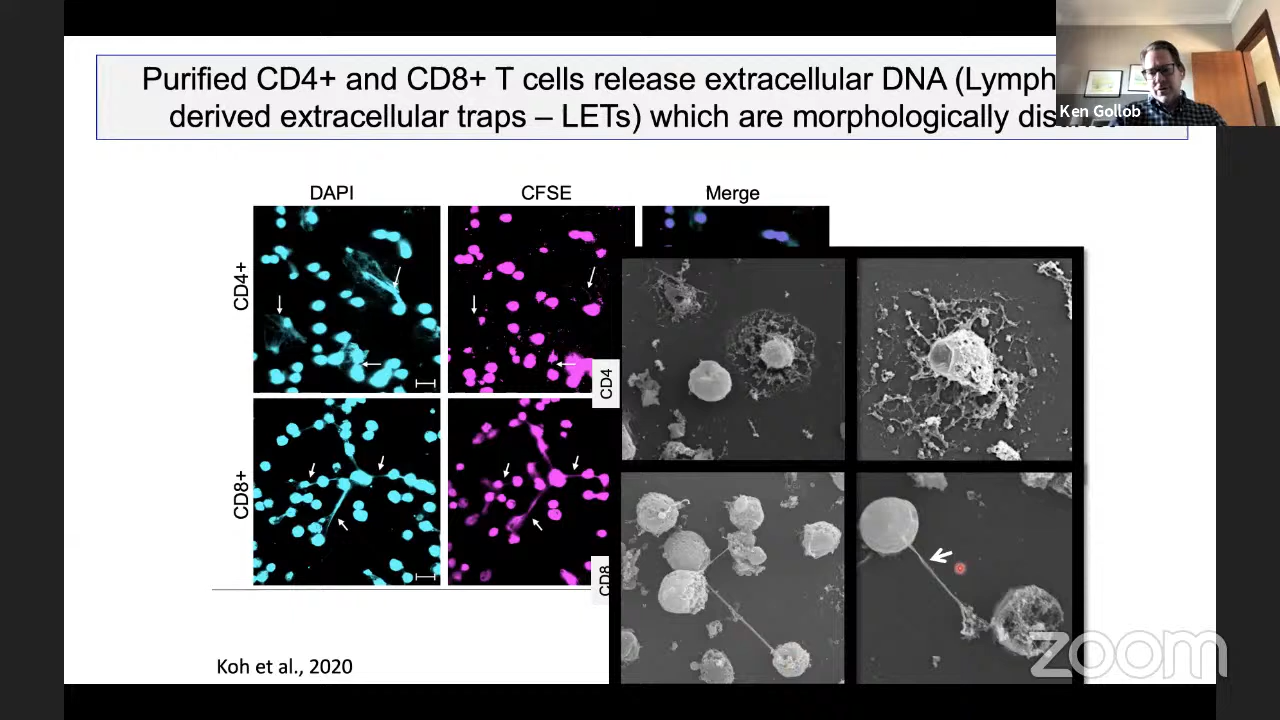 Purified CD4+ and CD8+ T cells release extracellular DNA (Lymph
derived extracellular traps – LETs) which are morphologically dis
Ken Gollob
DAPI
CFSE
Merge
CD4+
CD4
CD8+
CD8
Koh et al., 2020
zoom